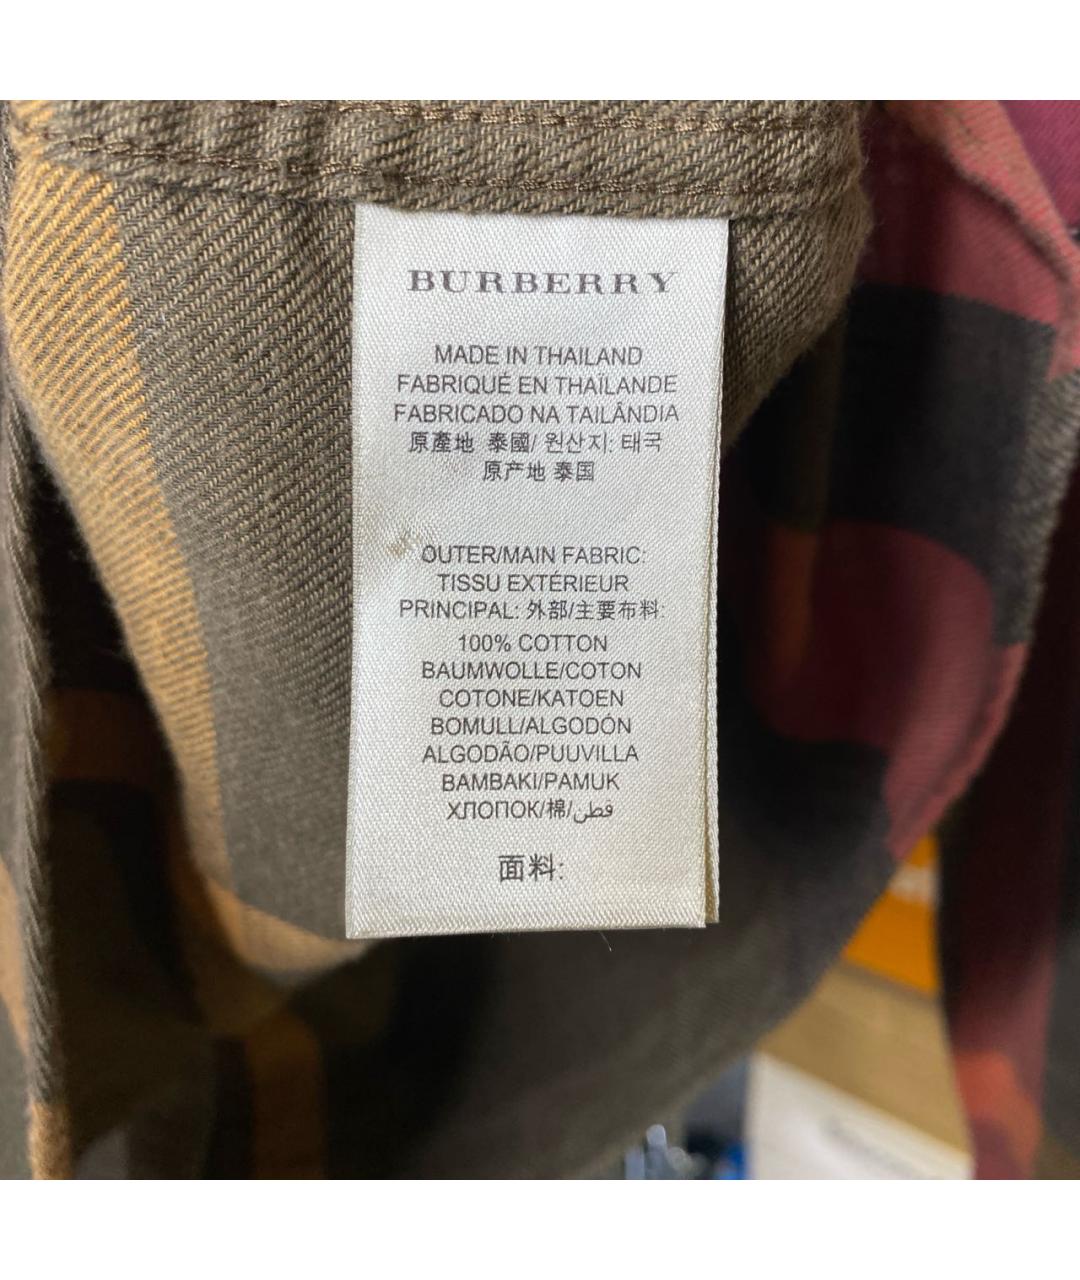 BURBERRY
MADE IN THAILAND
FABRIQUÉ EN THAÏLANDE
FABRICADO NA TAILÂNDIA
原產地 泰國/ 원산지: 태국
原产地 泰国
OUTER/MAIN FABRIC:
TISSU EXTÉRIEUR
PRINCIPAL: 外部/主要布料:
100% COTTON
BAUMWOLLE/COTON
COTONE/KATOEN
BOMULL/ALGODÓN
ALGODÃO/PUUVILLA
BAMBAKI/PAMUK
ХЛОПОК/棉/قطن
面料: